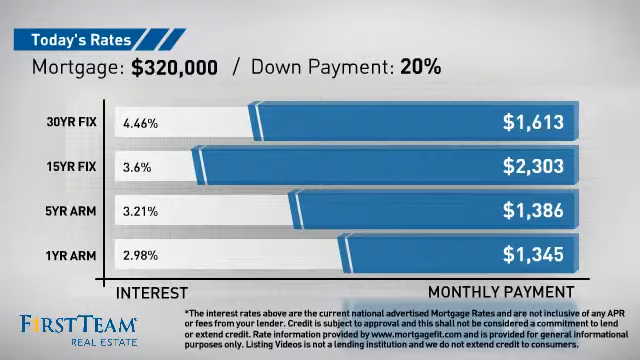 Today's Rates
Mortgage: $320,000 / Down Payment: 20%
30YR FIX 4.46% $1,613
15YR FIX 3.6% $2,303
5YR ARM 3.21% $1,386
1YR ARM 2.98% $1,345
INTEREST MONTHLY PAYMENT
FIRSTTEAM®
REAL ESTATE
*The interest rates above are the current national advertised Mortgage Rates and are not inclusive of any APR
or fees from your lender. Credit is subject to approval and this shall not be considered a commitment to lend
or extend credit. Rate information provided by www.mortgagefit.com and is provided for general informational
purposes only. Listing Videos is not a lending institution and we do not extend credit to consumers.